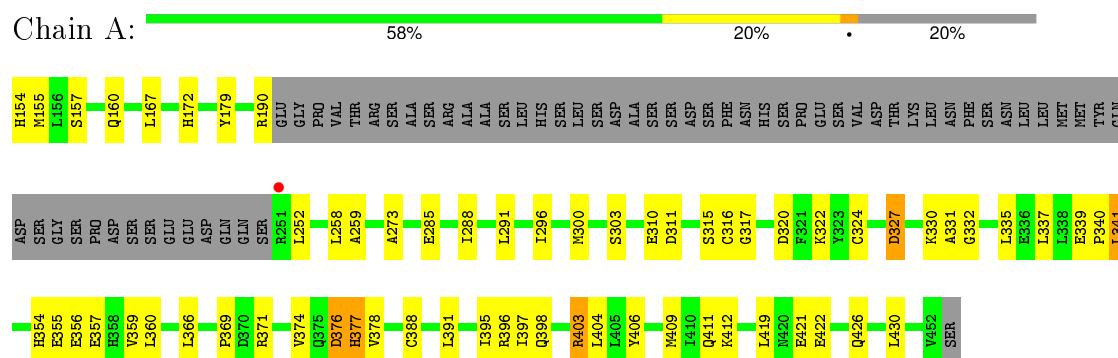 Chain A:
58% 20% • 20%
H154 M155 L156 S157 Q160 L167 H172 Y179 R190 GLU GLY PRO VAL THR ARG SER ALA SER ARG ALA ALA SER LEU HIS SER LEU SER ASP ALA SER SER ASP SER PHE ASN HIS SER PRO GLU SER VAL ASP THR LYS LEU ASN PHE SER ASN LEU LEU MET MET TYR GLN
ASP SER GLY SER PRO ASP SER SER GLU GLU ASP GLN GLN SER R251 L252 L258 A259 A273 E285 I288 L291 I296 M300 S303 E310 D311 S315 C316 G317 D320 F321 K322 Y323 C324 D327 K330 A331 G332 L335 E336 L337 L338 E339 P340 L341
H354 E355 E356 E357 H358 V359 L360 L366 P369 D370 R371 V374 Q375 D376 H377 V378 C388 L391 I395 R396 I397 Q398 R403 L404 L405 Y406 M409 I410 Q411 K412 L419 N420 E421 E422 Q426 L430 V452 SER